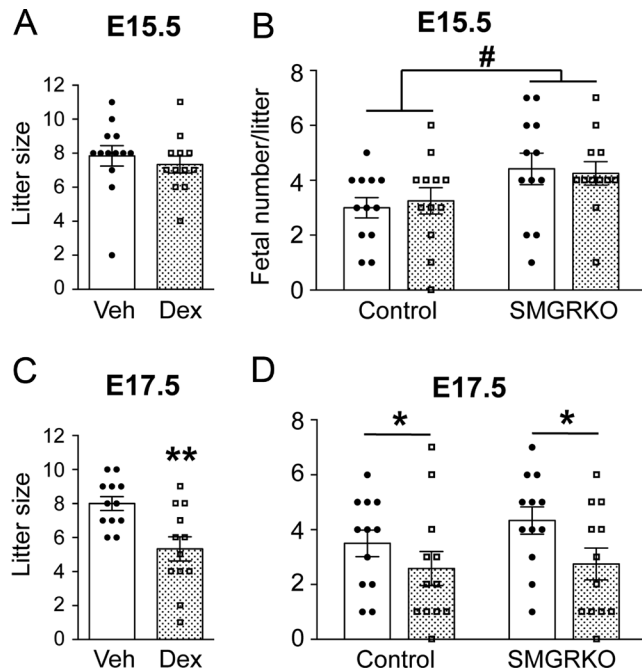 A
E15.5
Litter size
12
10
8
6
4
2
0
Veh Dex
B
E15.5
Fetal number/litter
8
6
4
2
0
#
Control SMGRKO
C
E17.5
Litter size
12
10
8
6
4
2
0
**
Veh Dex
D
E17.5
8
6
4
2
0
* *
Control SMGRKO